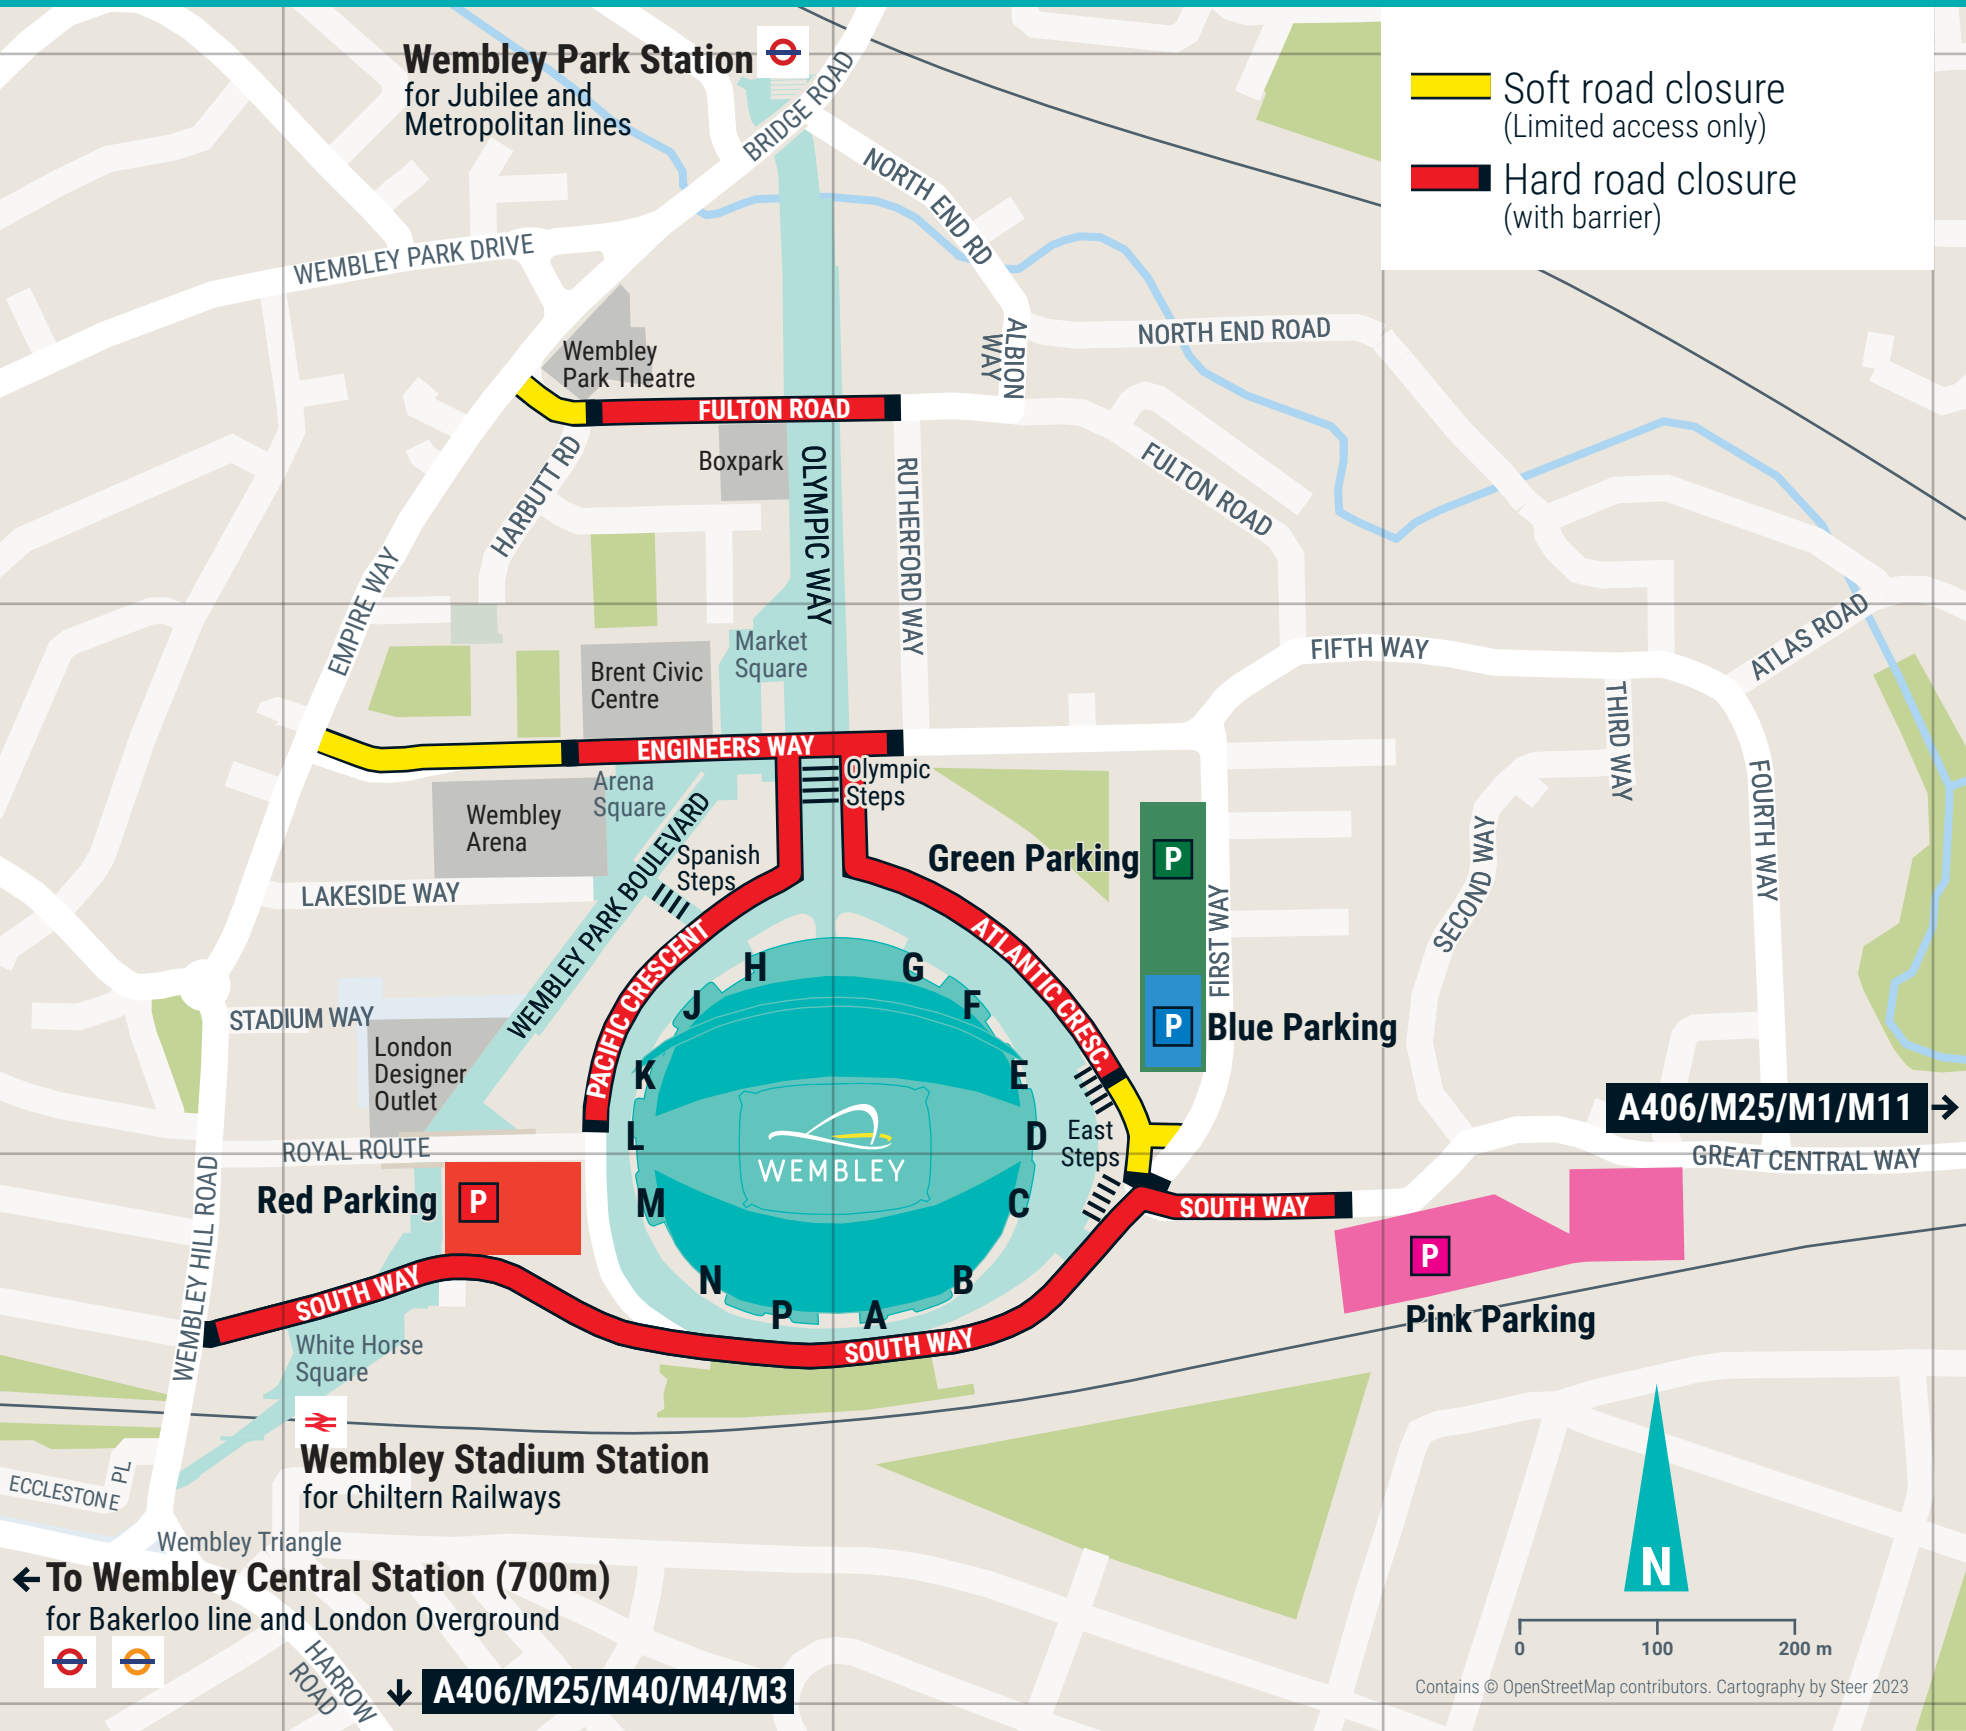 Wembley Park Station
for Jubilee and
Metropolitan lines
Soft road closure
(Limited access only)
Hard road closure
(with barrier)
BRIDGE ROAD
NORTH END RD
WEMBLEY PARK DRIVE
ALBION
WAY
NORTH END ROAD
Wembley
Park Theatre
FULTON ROAD
Boxpark
HARBUTT RD
OLYMPIC WAY
RUTHERFORD WAY
FULTON ROAD
EMPIRE WAY
Market
Square
Brent Civic
Centre
FIFTH WAY
ATLAS ROAD
THIRD WAY
FOURTH WAY
SECOND WAY
ENGINEERS WAY
Olympic
Steps
Arena
Square
Wembley
Arena
Spanish
Steps
WEMBLEY PARK BOULEVARD
LAKESIDE WAY
Green Parking
P
FIRST WAY
PACIFIC CRESCENT
ATLANTIC CRESC.
H
G
J
F
K
E
L
D
M
C
N
B
P
A
WEMBLEY
STADIUM WAY
London
Designer
Outlet
P
Blue Parking
A406/M25/M1/M11 →
East
Steps
ROYAL ROUTE
GREAT CENTRAL WAY
Red Parking
P
WEMBLEY HILL ROAD
SOUTH WAY
SOUTH WAY
SOUTH WAY
P
Pink Parking
White Horse
Square
Wembley Stadium Station
for Chiltern Railways
ECCLESTONE
PL
Wembley Triangle
← To Wembley Central Station (700m)
for Bakerloo line and London Overground
HARROW
ROAD
↓ A406/M25/M40/M4/M3
N
0 100 200 m
Contains © OpenStreetMap contributors. Cartography by Steer 2023